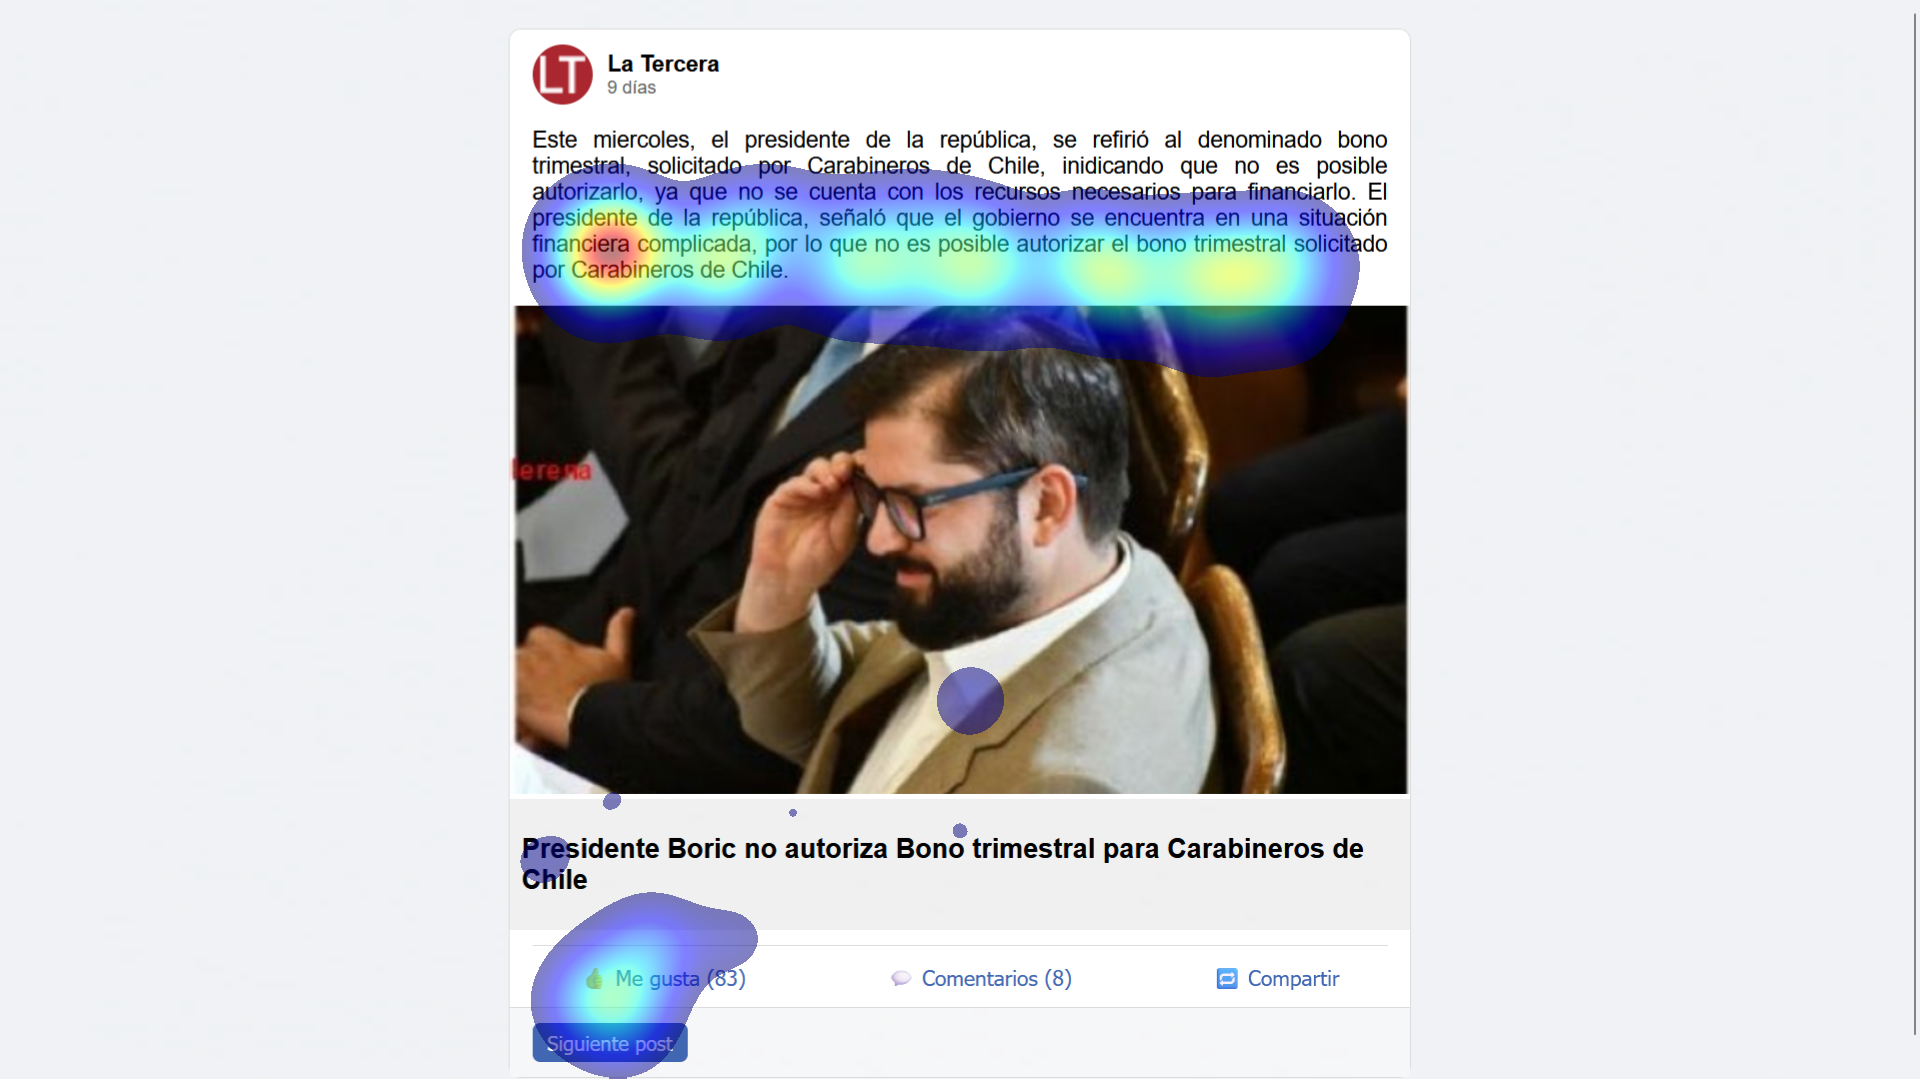 LT
La Tercera
9 días
Este miercoles, el presidente de la república, se refirió al denominado bono
trimestral, solicitado por Carabineros de Chile, inidicando que no es posible
autorizarlo, ya que no se cuenta con los recursos necesarios para financiarlo. El
presidente de la república, señaló que el gobierno se encuentra en una situación
financiera complicada, por lo que no es posible autorizar el bono trimestral solicitado
por Carabineros de Chile.
Presidente Boric no autoriza Bono trimestral para Carabineros de
Chile
Me gusta (83)
Comentarios (8)
Compartir
Siguiente post